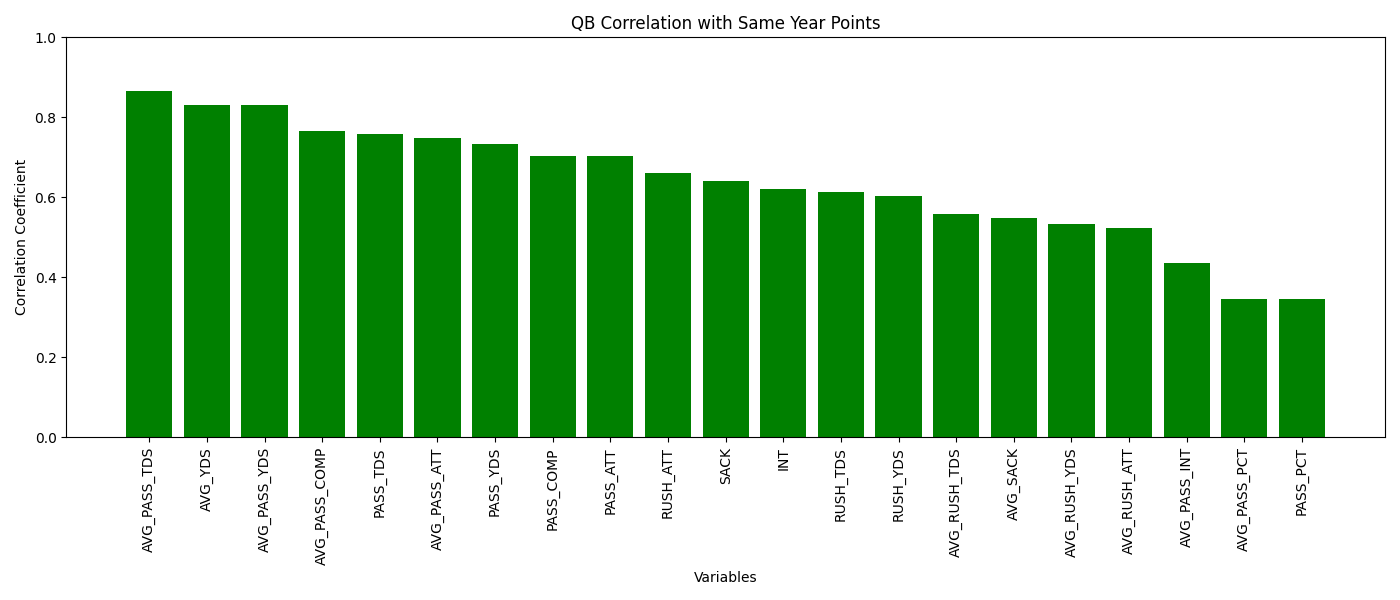 QB Correlation with Same Year Points
Correlation Coefficient
1.0
0.8
0.6
0.4
0.2
0.0
AVG_PASS_TDS
AVG_YDS
AVG_PASS_YDS
AVG_PASS_COMP
PASS_TDS
AVG_PASS_ATT
PASS_YDS
PASS_COMP
PASS_ATT
RUSH_ATT
SACK
INT
RUSH_TDS
RUSH_YDS
AVG_RUSH_TDS
AVG_SACK
AVG_RUSH_YDS
AVG_RUSH_ATT
AVG_PASS_INT
AVG_PASS_PCT
PASS_PCT
Variables